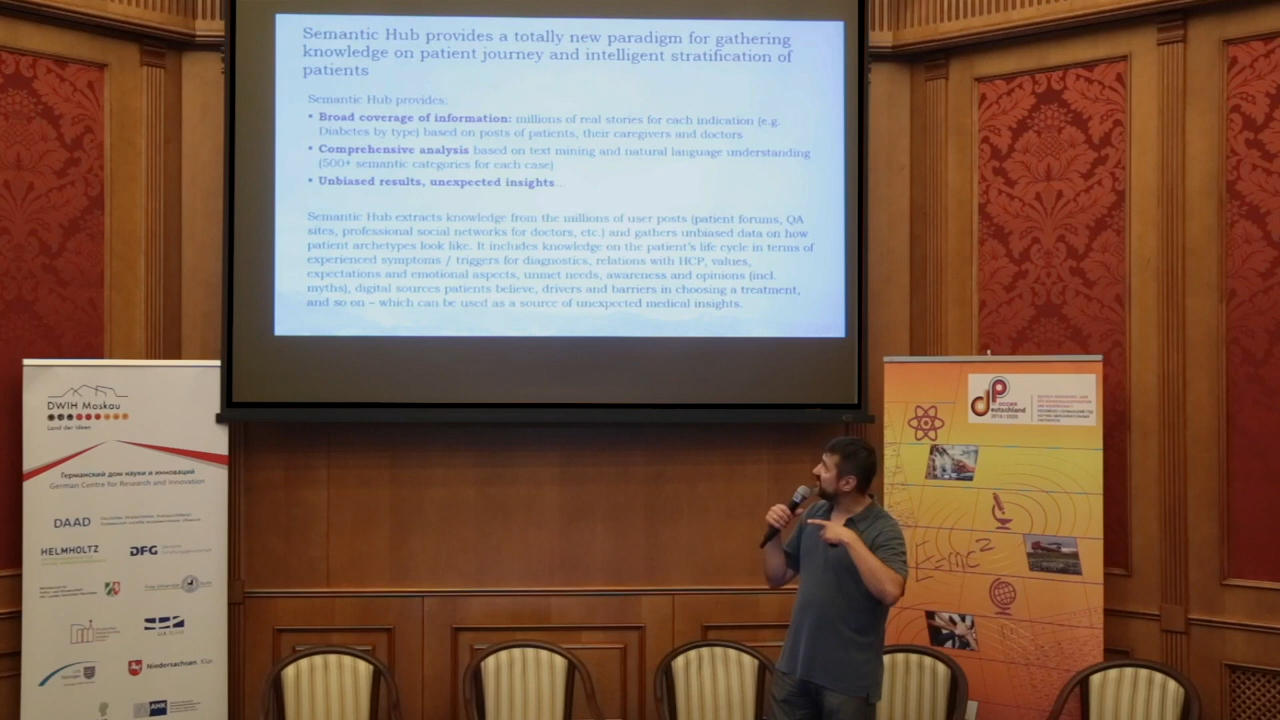 Semantic Hub provides a totally new paradigm for gathering
knowledge on patient journey and intelligent stratification of
patients
Semantic Hub provides:
• Broad coverage of information: millions of real stories for each indication (e.g.
Diabetes by type) based on posts of patients, their caregivers and doctors
• Comprehensive analysis based on text mining and natural language understanding
(500+ semantic categories for each case)
• Unbiased results, unexpected insights...
Semantic Hub extracts knowledge from the millions of user posts (patient forums, QA
sites, professional social networks for doctors, etc.) and gathers unbiased data on how
patient archetypes look like. It includes knowledge on the patient's life cycle in terms of
experienced symptoms / triggers for diagnostics, relations with HCP, values,
expectations and emotional aspects, unmet needs, awareness and opinions (incl.
myths), digital sources patients believe, drivers and barriers in choosing a treatment,
and so on – which can be used as a source of unexpected medical insights.
DWIH Moskau
Land der Ideen
Германский дом науки и инноваций
German Centre for Research and Innovation
DAAD
HELMHOLTZ
DFG
Niedersachsen. Klar.
AHK
Deutschland
E=mc²